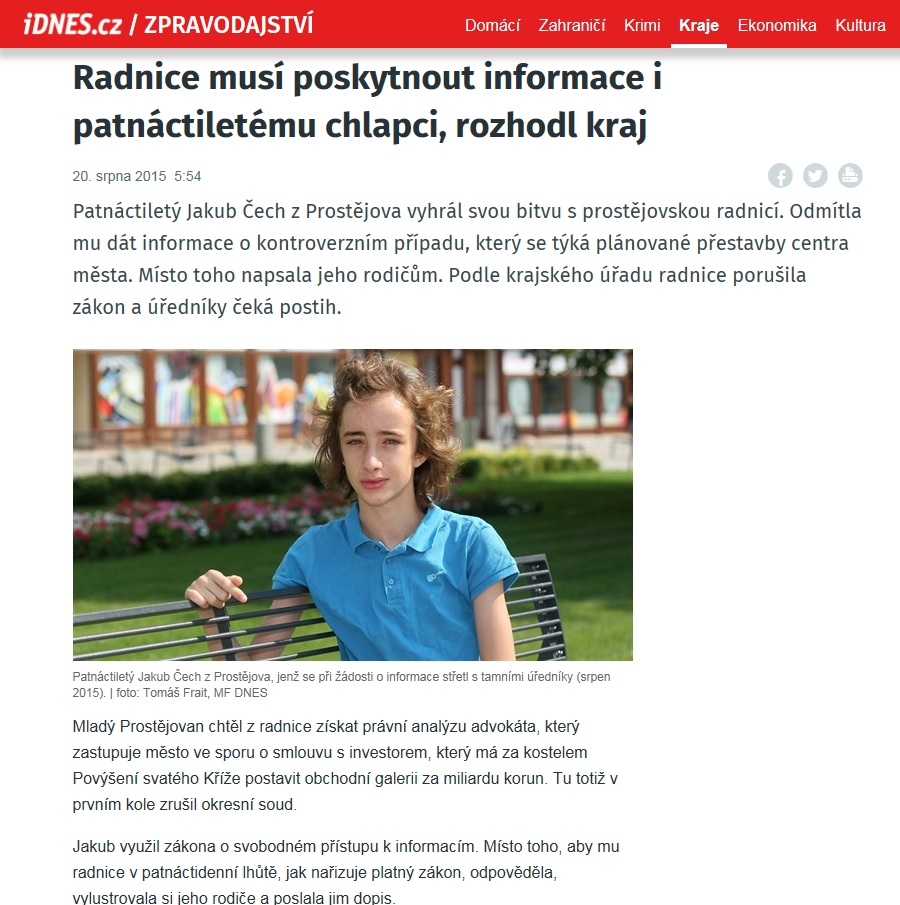 iDNES.cz / ZPRAVODAJSTVÍ
Domácí Zahraničí Krimi Kraje Ekonomika Kultura
Radnice musí poskytnout informace i
patnáctiletému chlapci, rozhodl kraj
20. srpna 2015 5:54
Patnáctiletý Jakub Čech z Prostějova vyhrál svou bitvu s prostějovskou radnicí. Odmítla
mu dát informace o kontroverzním případu, který se týká plánované přestavby centra
města. Místo toho napsala jeho rodičům. Podle krajského úřadu radnice porušila
zákon a úředníky čeká postih.
Patnáctiletý Jakub Čech z Prostějova, jenž se při žádosti o informace střetl s tamními úředníky (srpen
2015). | foto: Tomáš Frait, MF DNES
Mladý Prostějovan chtěl z radnice získat právní analýzu advokáta, který
zastupuje město ve sporu o smlouvu s investorem, který má za kostelem
Povýšení svatého Kříže postavit obchodní galerii za miliardu korun. Tu totiž v
prvním kole zrušil okresní soud.
Jakub využil zákona o svobodném přístupu k informacím. Místo toho, aby mu
radnice v patnáctidenní lhůtě, jak nařizuje platný zákon, odpověděla,
vylustrovala si jeho rodiče a poslala jim dopis.